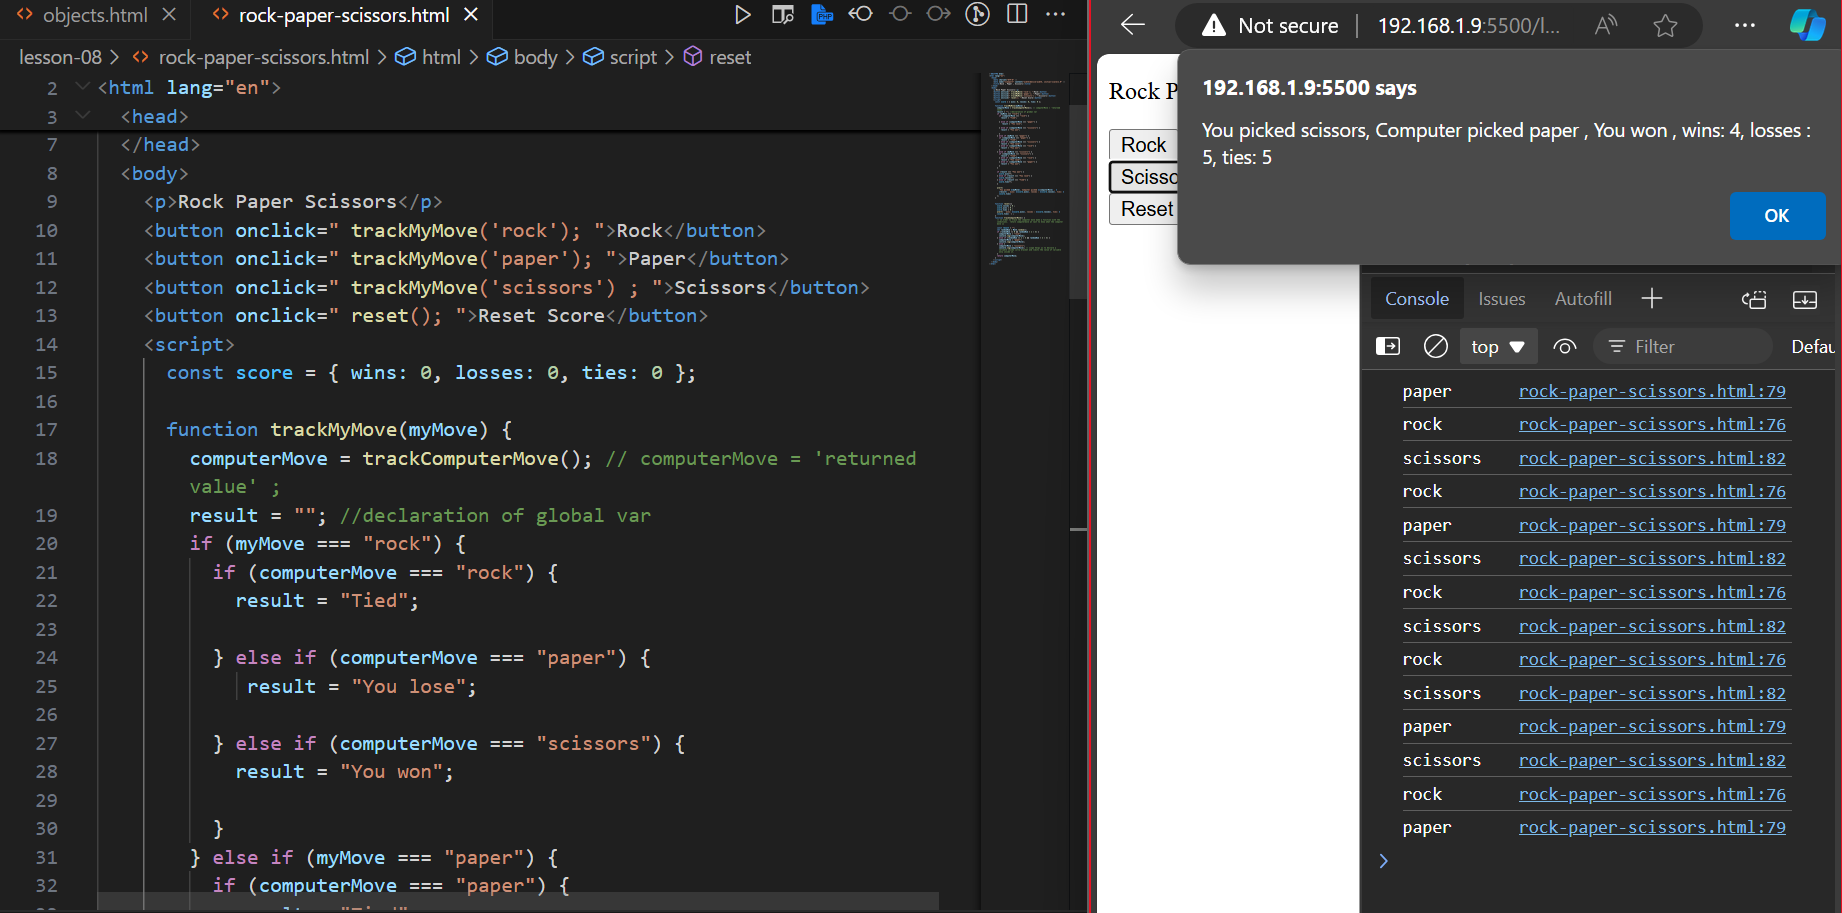 objects.html
rock-paper-scissors.html
lesson-08 > rock-paper-scissors.html > html > body > script > reset
2 <html lang="en">
3 <head>
7 </head>
8 <body>
9 <p>Rock Paper Scissors</p>
10 <button onclick=" trackMyMove('rock'); ">Rock</button>
11 <button onclick=" trackMyMove('paper'); ">Paper</button>
12 <button onclick=" trackMyMove('scissors') ; ">Scissors</button>
13 <button onclick=" reset(); ">Reset Score</button>
14 <script>
15 const score = { wins: 0, losses: 0, ties: 0 };
16
17 function trackMyMove(myMove) {
18 computerMove = trackComputerMove(); // computerMove = 'returned
value' ;
19 result = ""; //declaration of global var
20 if (myMove === "rock") {
21 if (computerMove === "rock") {
22 result = "Tied";
23
24 } else if (computerMove === "paper") {
25 result = "You lose";
26
27 } else if (computerMove === "scissors") {
28 result = "You won";
29
30 }
31 } else if (myMove === "paper") {
32 if (computerMove === "paper") {
Not secure | 192.168.1.9:5500/l...
Rock P
Rock
Scisso
Reset
192.168.1.9:5500 says
You picked scissors, Computer picked paper , You won , wins: 4, losses :
5, ties: 5
OK
Console Issues Autofill
top Filter Defau
paper rock-paper-scissors.html:79
rock rock-paper-scissors.html:76
scissors rock-paper-scissors.html:82
rock rock-paper-scissors.html:76
paper rock-paper-scissors.html:79
scissors rock-paper-scissors.html:82
rock rock-paper-scissors.html:76
scissors rock-paper-scissors.html:82
rock rock-paper-scissors.html:76
scissors rock-paper-scissors.html:82
paper rock-paper-scissors.html:79
scissors rock-paper-scissors.html:82
rock rock-paper-scissors.html:76
paper rock-paper-scissors.html:79